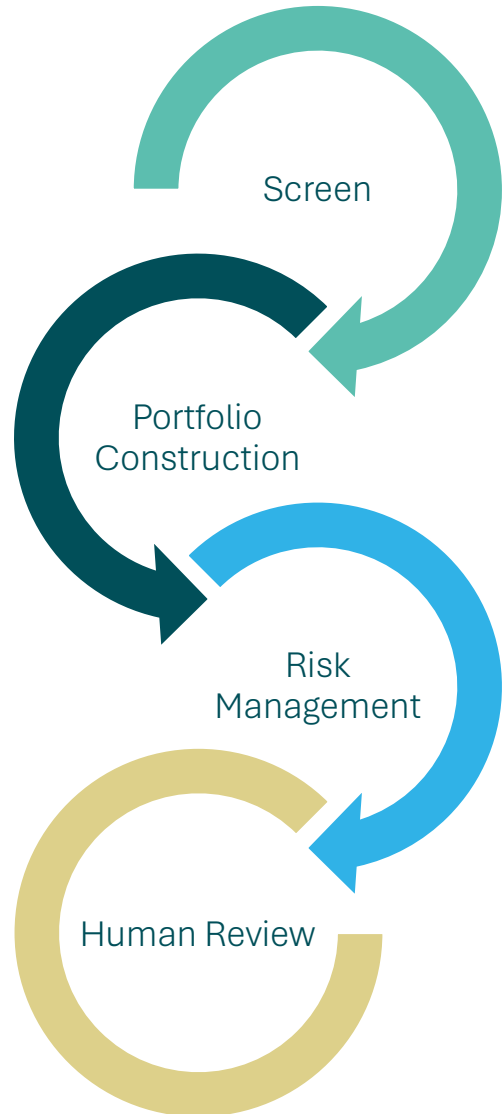 Screen
Portfolio
Construction
Risk
Management
Human Review